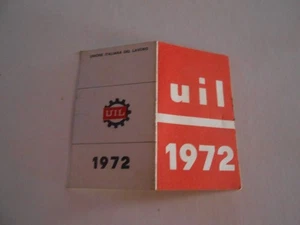 UNIONE ITALIANA DEL LAVORO
UIL
1972
uil
1972